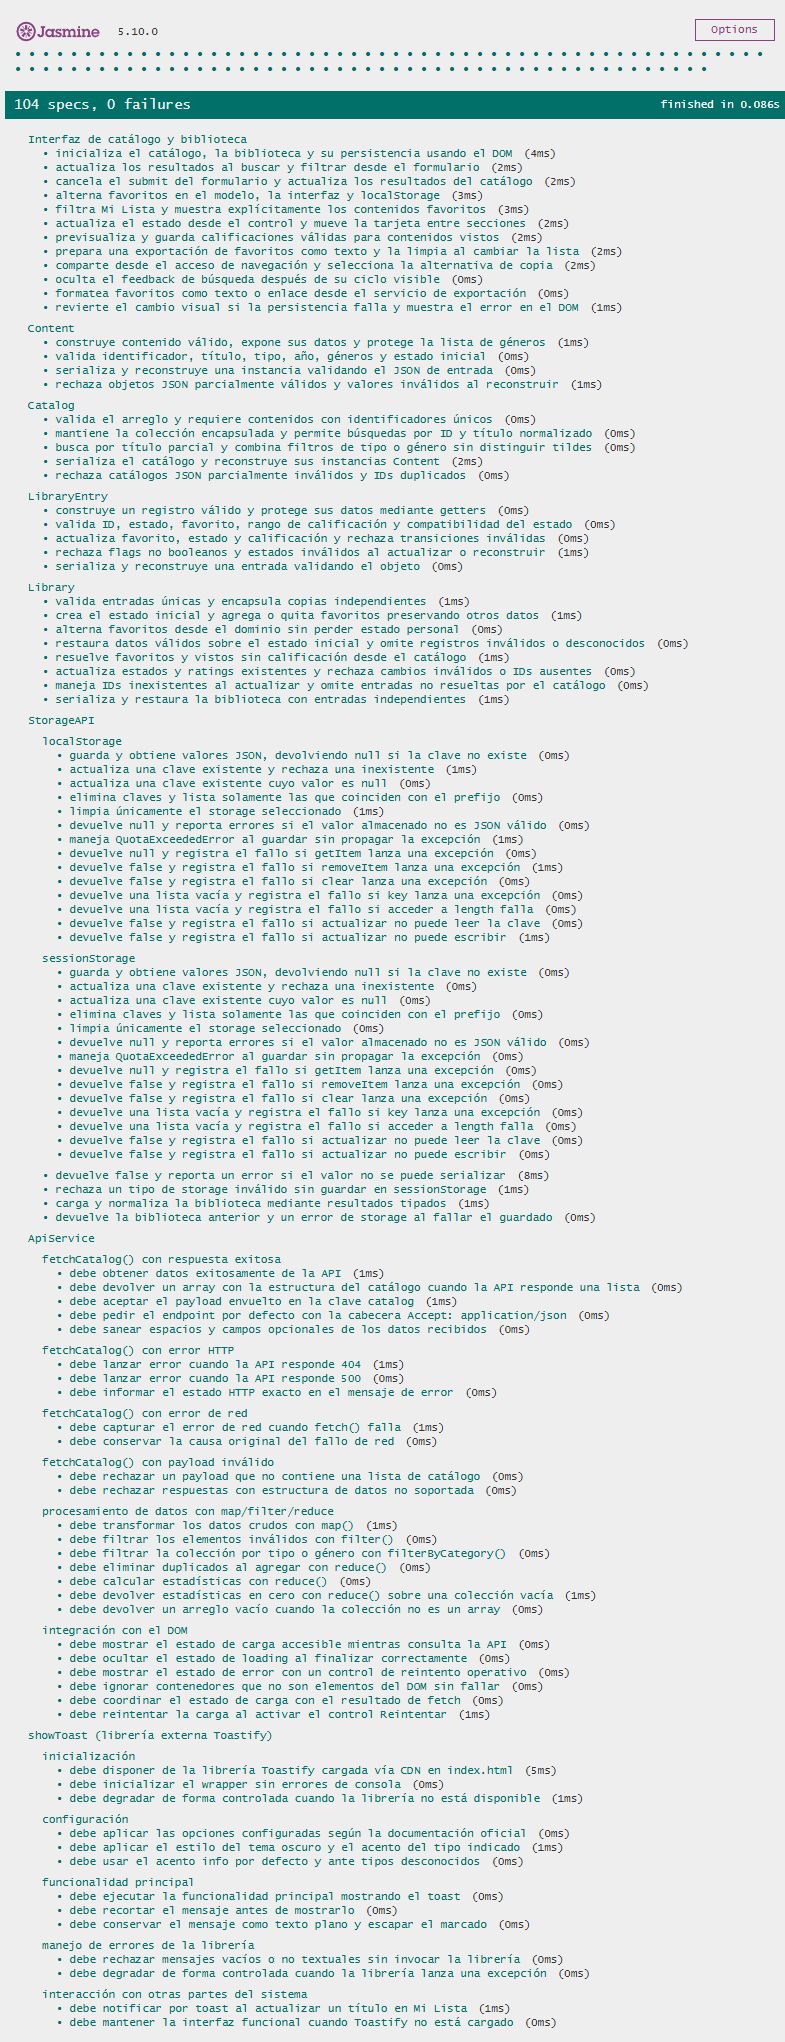 Jasmine 5.10.0 Options
104 specs, 0 failures finished in 0.086s
Interfaz de catálogo y biblioteca
• inicializa el catálogo, la biblioteca y su persistencia usando el DOM (4ms)
• actualiza los resultados al buscar y filtrar desde el formulario (2ms)
• cancela el submit del formulario y actualiza los resultados del catálogo (2ms)
• alterna favoritos en el modelo, la interfaz y localStorage (3ms)
• filtra Mi Lista y muestra explícitamente los contenidos favoritos (3ms)
• actualiza el estado desde el control y mueve la tarjeta entre secciones (2ms)
• previsualiza y guarda calificaciones válidas para contenidos vistos (2ms)
• prepara una exportación de favoritos como texto y la limpia al cambiar la lista (2ms)
• comparte desde el acceso de navegación y selecciona la alternativa de copia (2ms)
• oculta el feedback de búsqueda después de su ciclo visible (0ms)
• formatea favoritos como texto o enlace desde el servicio de exportación (0ms)
• revierte el cambio visual si la persistencia falla y muestra el error en el DOM (1ms)
Content
• construye contenido válido, expone sus datos y protege la lista de géneros (1ms)
• valida identificador, título, tipo, año, géneros y estado inicial (0ms)
• serializa y reconstruye una instancia validando el JSON de entrada (0ms)
• rechaza objetos JSON parcialmente válidos y valores inválidos al reconstruir (1ms)
Catalog
• valida el arreglo y requiere contenidos con identificadores únicos (0ms)
• mantiene la colección encapsulada y permite búsquedas por ID y título normalizado (0ms)
• busca por título parcial y combina filtros de tipo o género sin distinguir tildes (0ms)
• serializa el catálogo y reconstruye sus instancias Content (2ms)
• rechaza catálogos JSON parcialmente inválidos y IDs duplicados (0ms)
LibraryEntry
• construye un registro válido y protege sus datos mediante getters (0ms)
• valida ID, estado, favorito, rango de calificación y compatibilidad del estado (0ms)
• actualiza favorito, estado y calificación y rechaza transiciones inválidas (0ms)
• rechaza flags no booleanos y estados inválidos al actualizar o reconstruir (1ms)
• serializa y reconstruye una entrada validando el objeto (0ms)
Library
• valida entradas únicas y encapsula copias independientes (1ms)
• crea el estado inicial y agrega o quita favoritos preservando otros datos (1ms)
• alterna favoritos desde el dominio sin perder estado personal (0ms)
• restaura datos válidos sobre el estado inicial y omite registros inválidos o desconocidos (0ms)
• resuelve favoritos y vistos sin calificación desde el catálogo (1ms)
• actualiza estados y ratings existentes y rechaza cambios inválidos o IDs ausentes (0ms)
• maneja IDs inexistentes al actualizar y omite entradas no resueltas por el catálogo (0ms)
• serializa y restaura la biblioteca con entradas independientes (1ms)
StorageAPI
localStorage
• guarda y obtiene valores JSON, devolviendo null si la clave no existe (0ms)
• actualiza una clave existente y rechaza una inexistente (1ms)
• actualiza una clave existente cuyo valor es null (0ms)
• elimina claves y lista solamente las que coinciden con el prefijo (0ms)
• limpia únicamente el storage seleccionado (1ms)
• devuelve null y reporta errores si el valor almacenado no es JSON válido (0ms)
• maneja QuotaExceededError al guardar sin propagar la excepción (1ms)
• devuelve null y registra el fallo si getItem lanza una excepción (0ms)
• devuelve false y registra el fallo si removeItem lanza una excepción (1ms)
• devuelve false y registra el fallo si clear lanza una excepción (0ms)
• devuelve una lista vacía y registra el fallo si key lanza una excepción (0ms)
• devuelve una lista vacía y registra el fallo si acceder a length falla (0ms)
• devuelve false y registra el fallo si actualizar no puede leer la clave (0ms)
• devuelve false y registra el fallo si actualizar no puede escribir (1ms)
sessionStorage
• guarda y obtiene valores JSON, devolviendo null si la clave no existe (0ms)
• actualiza una clave existente y rechaza una inexistente (0ms)
• actualiza una clave existente cuyo valor es null (0ms)
• elimina claves y lista solamente las que coinciden con el prefijo (0ms)
• limpia únicamente el storage seleccionado (0ms)
• devuelve null y reporta errores si el valor almacenado no es JSON válido (0ms)
• maneja QuotaExceededError al guardar sin propagar la excepción (0ms)
• devuelve null y registra el fallo si getItem lanza una excepción (0ms)
• devuelve false y registra el fallo si removeItem lanza una excepción (0ms)
• devuelve false y registra el fallo si clear lanza una excepción (0ms)
• devuelve una lista vacía y registra el fallo si key lanza una excepción (0ms)
• devuelve una lista vacía y registra el fallo si acceder a length falla (0ms)
• devuelve false y registra el fallo si actualizar no puede leer la clave (0ms)
• devuelve false y registra el fallo si actualizar no puede escribir (0ms)
• devuelve false y reporta un error si el valor no se puede serializar (8ms)
• rechaza un tipo de storage inválido sin guardar en sessionStorage (1ms)
• carga y normaliza la biblioteca mediante resultados tipados (1ms)
• devuelve la biblioteca anterior y un error de storage al fallar el guardado (0ms)
ApiService
fetchCatalog() con respuesta exitosa
• debe obtener datos exitosamente de la API (1ms)
• debe devolver un array con la estructura del catálogo cuando la API responde una lista (0ms)
• debe aceptar el payload envuelto en la clave catalog (1ms)
• debe pedir el endpoint por defecto con la cabecera Accept: application/json (0ms)
• debe sanear espacios y campos opcionales de los datos recibidos (0ms)
fetchCatalog() con error HTTP
• debe lanzar error cuando la API responde 404 (1ms)
• debe lanzar error cuando la API responde 500 (0ms)
• debe informar el estado HTTP exacto en el mensaje de error (0ms)
fetchCatalog() con error de red
• debe capturar el error de red cuando fetch() falla (1ms)
• debe conservar la causa original del fallo de red (0ms)
fetchCatalog() con payload inválido
• debe rechazar un payload que no contiene una lista de catálogo (0ms)
• debe rechazar respuestas con estructura de datos no soportada (0ms)
procesamiento de datos con map/filter/reduce
• debe transformar los datos crudos con map() (1ms)
• debe filtrar los elementos inválidos con filter() (0ms)
• debe filtrar la colección por tipo o género con filterByCategory() (0ms)
• debe eliminar duplicados al agregar con reduce() (0ms)
• debe calcular estadísticas con reduce() (0ms)
• debe devolver estadísticas en cero con reduce() sobre una colección vacía (1ms)
• debe devolver un arreglo vacío cuando la colección no es un array (0ms)
integración con el DOM
• debe mostrar el estado de carga accesible mientras consulta la API (0ms)
• debe ocultar el estado de loading al finalizar correctamente (0ms)
• debe mostrar el estado de error con un control de reintento operativo (0ms)
• debe ignorar contenedores que no son elementos del DOM sin fallar (0ms)
• debe coordinar el estado de carga con el resultado de fetch (0ms)
• debe reintentar la carga al activar el control Reintentar (1ms)
showToast (librería externa Toastify)
inicialización
• debe disponer de la librería Toastify cargada vía CDN en index.html (5ms)
• debe inicializar el wrapper sin errores de consola (0ms)
• debe degradar de forma controlada cuando la librería no está disponible (1ms)
configuración
• debe aplicar las opciones configuradas según la documentación oficial (0ms)
• debe aplicar el estilo del tema oscuro y el acento del tipo indicado (1ms)
• debe usar el acento info por defecto y ante tipos desconocidos (0ms)
funcionalidad principal
• debe ejecutar la funcionalidad principal mostrando el toast (0ms)
• debe recortar el mensaje antes de mostrarlo (0ms)
• debe conservar el mensaje como texto plano y escapar el marcado (0ms)
manejo de errores de la librería
• debe rechazar mensajes vacíos o no textuales sin invocar la librería (0ms)
• debe degradar de forma controlada cuando la librería lanza una excepción (0ms)
interacción con otras partes del sistema
• debe notificar por toast al actualizar un título en Mi Lista (1ms)
• debe mantener la interfaz funcional cuando Toastify no está cargado (0ms)